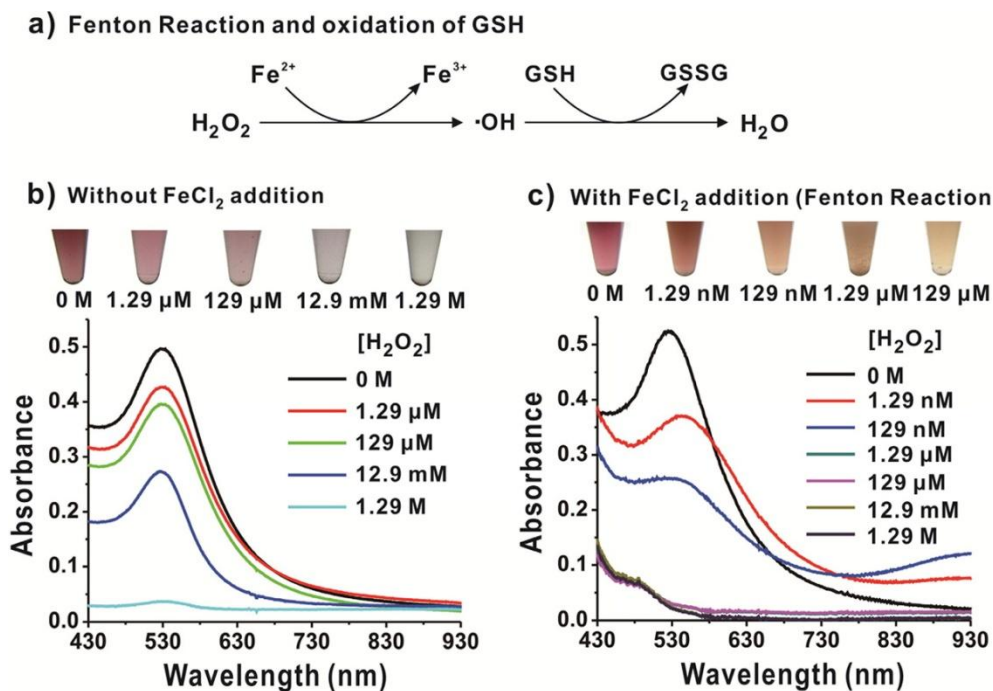 a) Fenton Reaction and oxidation of GSH
Fe²⁺ Fe³⁺ GSH GSSG
H₂O₂ ·OH H₂O
b) Without FeCl₂ addition
0 M 1.29 µM 129 µM 12.9 mM 1.29 M
[H₂O₂]
0 M
1.29 µM
129 µM
12.9 mM
1.29 M
Absorbance
0.5
0.4
0.3
0.2
0.1
0.0
430 530 630 730 830 930
Wavelength (nm)
c) With FeCl₂ addition (Fenton Reaction
0 M 1.29 nM 129 nM 1.29 µM 129 µM
[H₂O₂]
0 M
1.29 nM
129 nM
1.29 µM
129 µM
12.9 mM
1.29 M
Absorbance
0.5
0.4
0.3
0.2
0.1
0.0
430 530 630 730 830 930
Wavelength (nm)